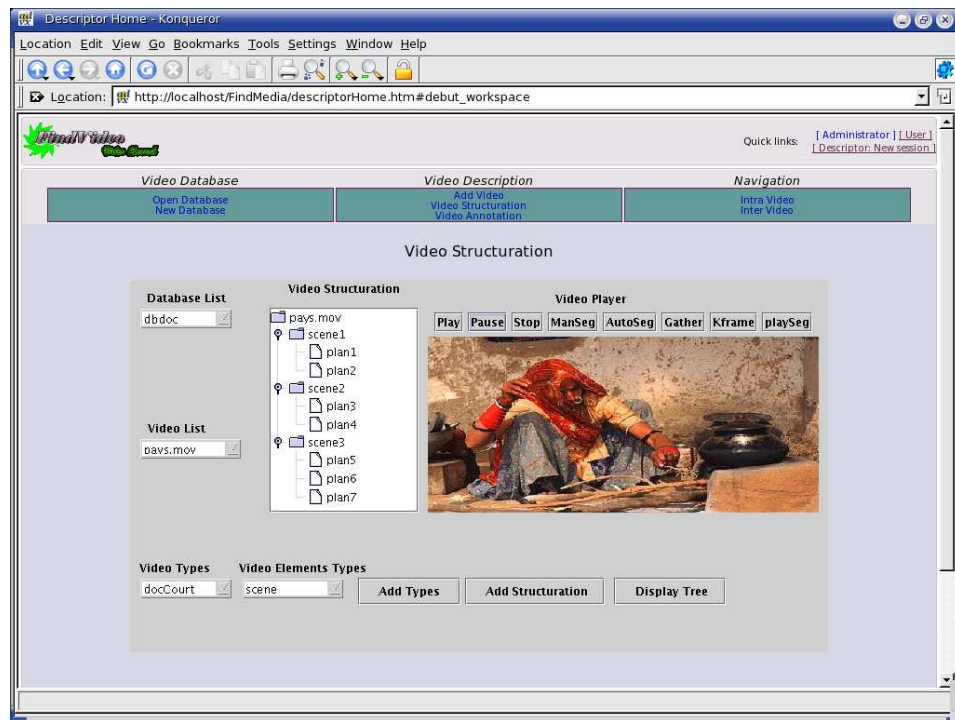 Descriptor Home - Konqueror
Location Edit View Go Bookmarks Tools Settings Window Help
Location: http://localhost/FindMedia/descriptorHome.htm#debut_workspace
FindVideo
Quick links: [ Administrator ] [ User ]
[ Descriptor: New session ]
Video Database Video Description Navigation
Open Database Add Video Intra Video
New Database Video Structuration Inter Video
Video Annotation
Video Structuration
Database List Video Structuration Video Player
dbdoc
Play Pause Stop ManSeg AutoSeg Gather Kframe playSeg
pays.mov
scene1
plan1
plan2
scene2
plan3
plan4
scene3
plan5
plan6
plan7
Video List
pays.mov
Video Types Video Elements Types
docCourt scene Add Types Add Structuration Display Tree